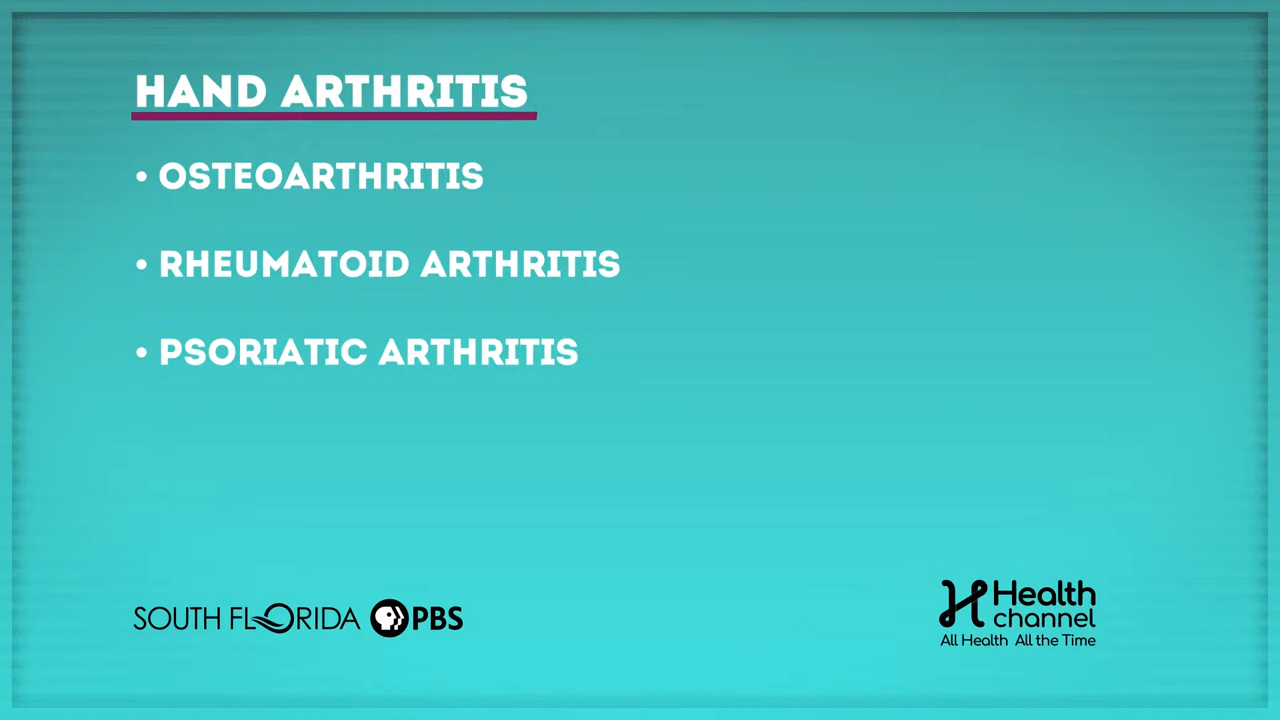 HAND ARTHRITIS
• OSTEOARTHRITIS
• RHEUMATOID ARTHRITIS
• PSORIATIC ARTHRITIS
SOUTH FLORIDA PBS
Health
channel
All Health All the Time